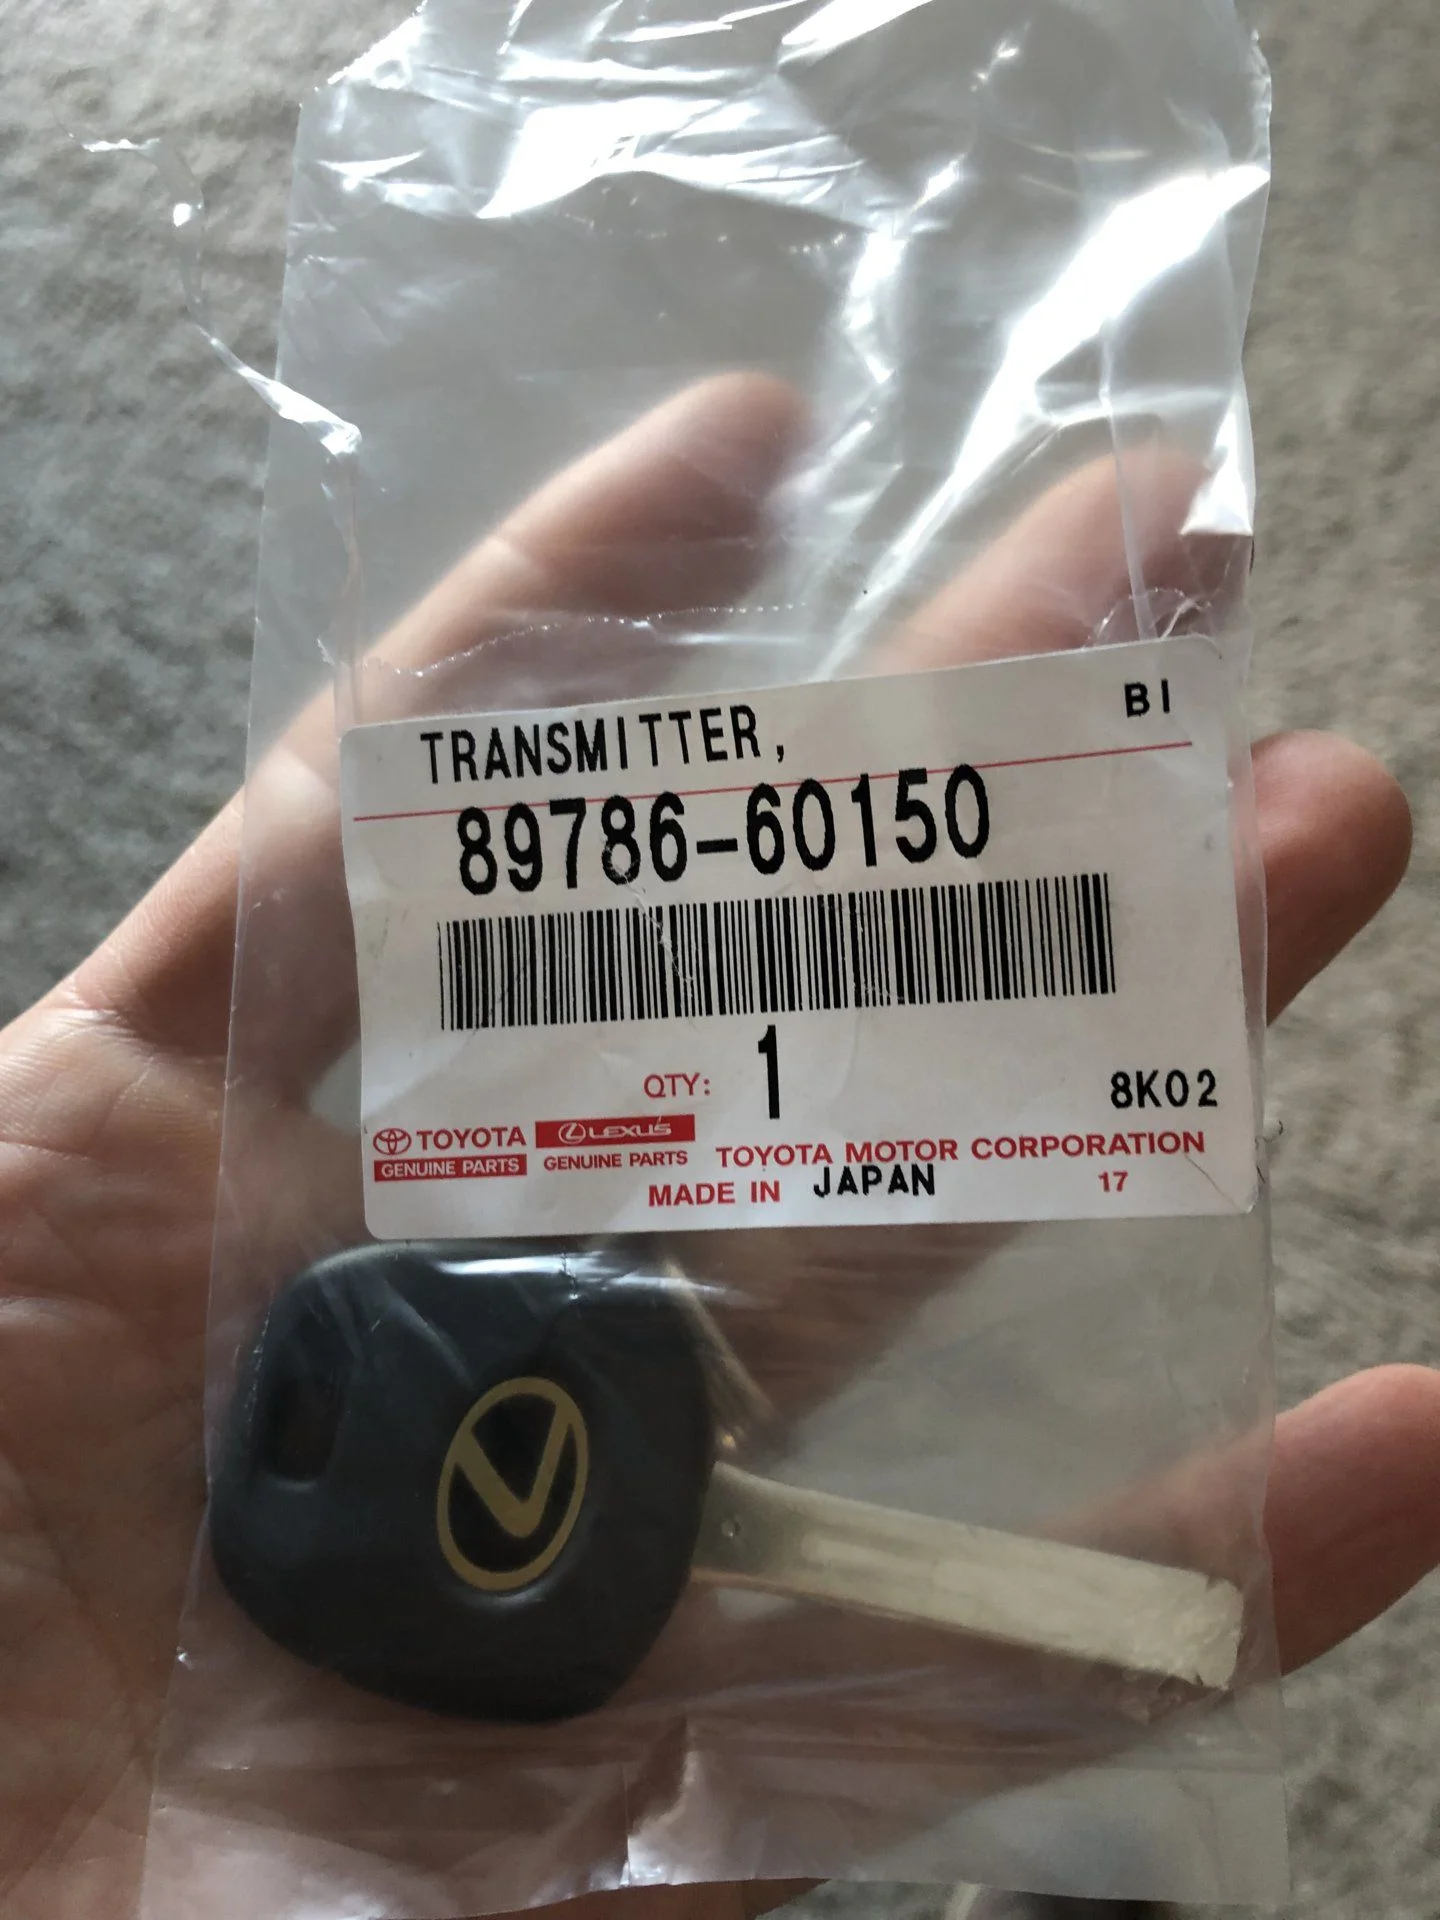 TRANSMITTER, BI
89786-60150
QTY: 1 8K02
TOYOTA LEXUS
GENUINE PARTS GENUINE PARTS TOYOTA MOTOR CORPORATION
MADE IN JAPAN 17